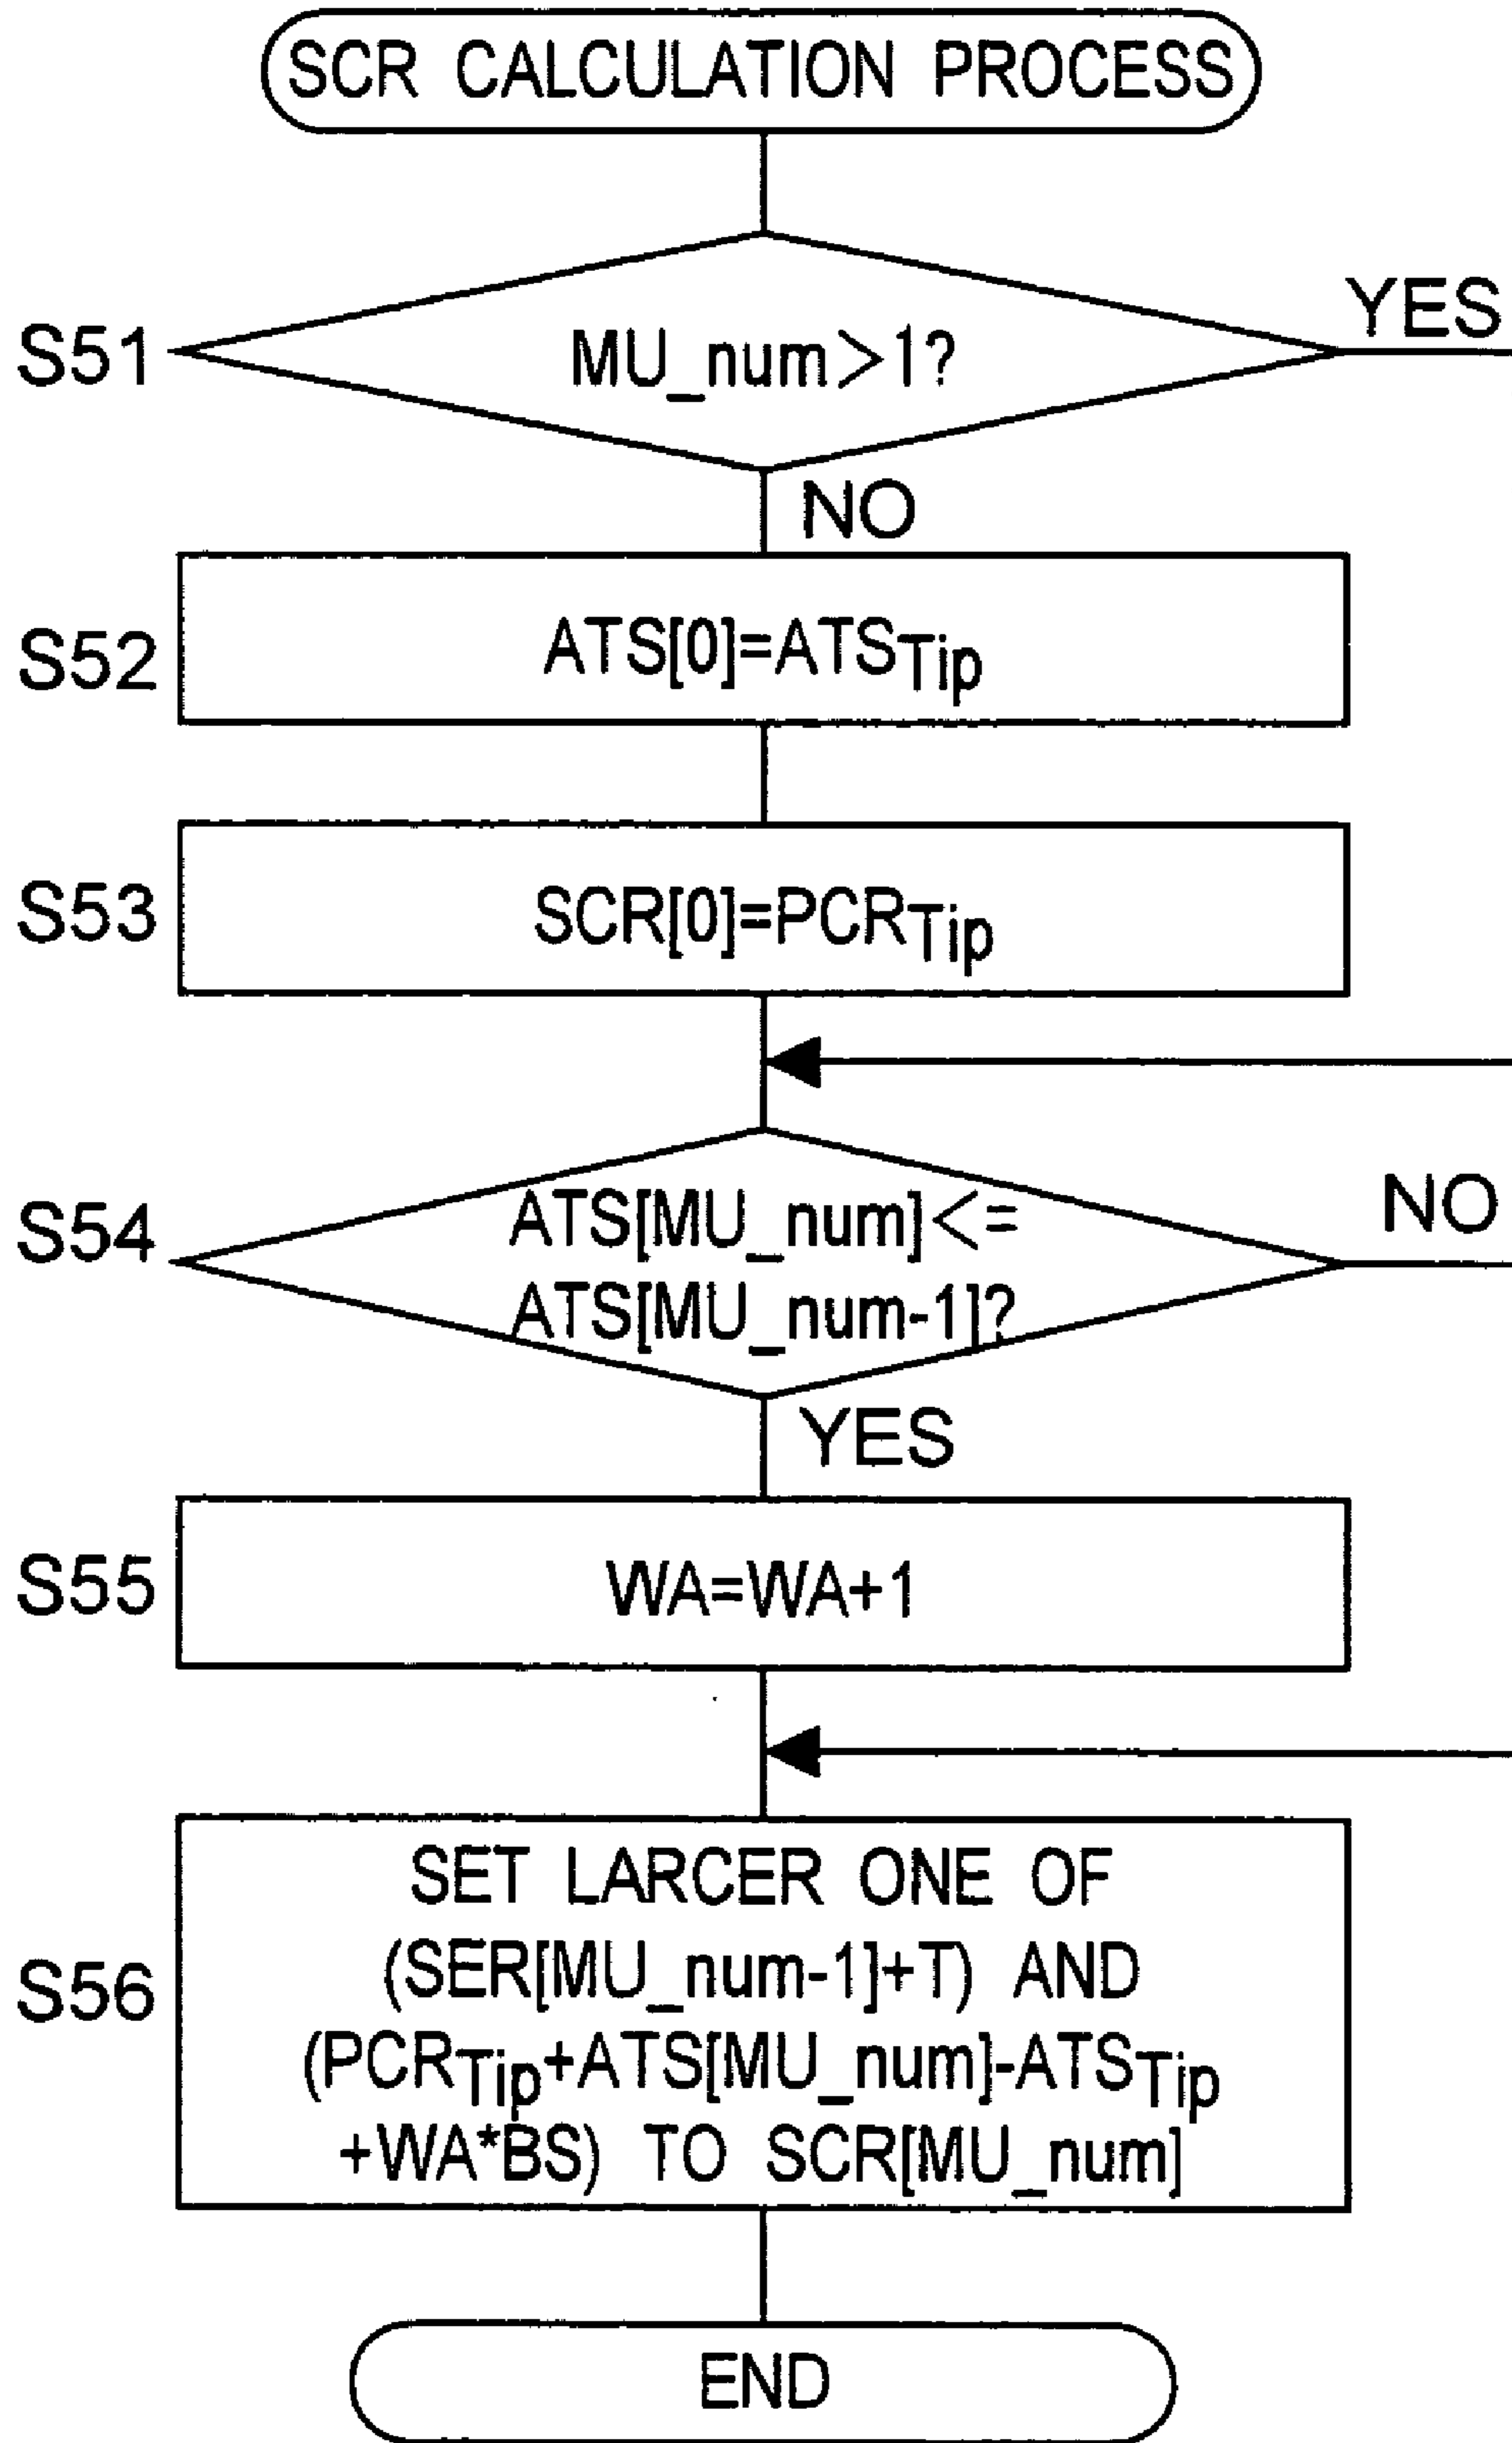 SCR CALCULATION PROCESS
YES
S51
MU_num>1?
NO
S52
ATS[0]=ATSTip
S53
SCR[0]=PCRTip
S54
ATS[MU_num]<=
ATS[MU_num-1]?
NO
YES
S55
WA=WA+1
S56
SET LARCER ONE OF
(SER[MU_num-1]+T) AND
(PCRTip+ATS[MU_num]-ATSTip
+WA*BS) TO SCR[MU_num]
END